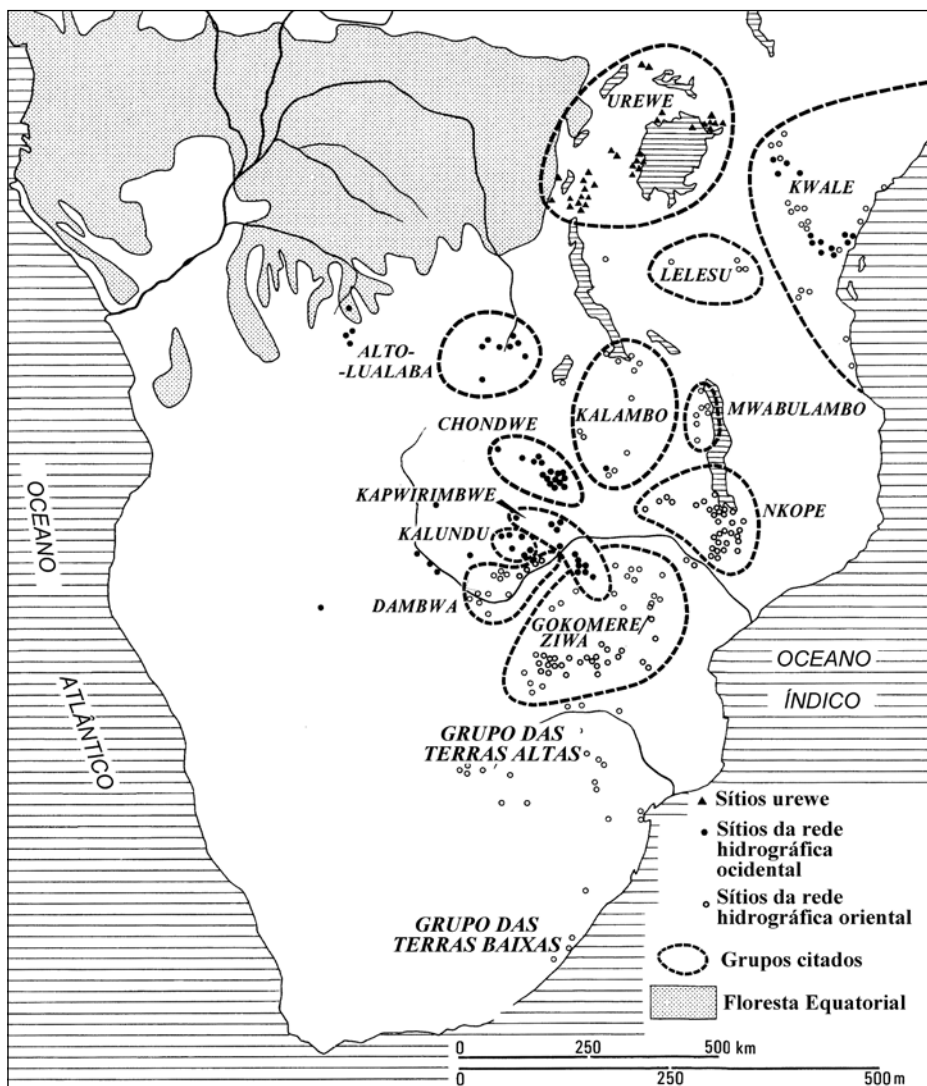 UREWE
KWALE
LELESU
ALTO-
-LUALABA
KALAMBO
MWABULAMBO
CHONDWE
KAPWIRIMBWE
NKOPE
KALUNDU
DAMBWA
GOKOMERE/
ZIWA
OCEANO
ATLÂNTICO
OCEANO
ÍNDICO
GRUPO DAS
TERRAS ALTAS
GRUPO DAS
TERRAS BAIXAS
Sítios urewe
Sítios da rede
hidrográfica
ocidental
Sítios da rede
hidrográfica oriental
Grupos citados
Floresta Equatorial
0 250 500 km
0 250 500 m